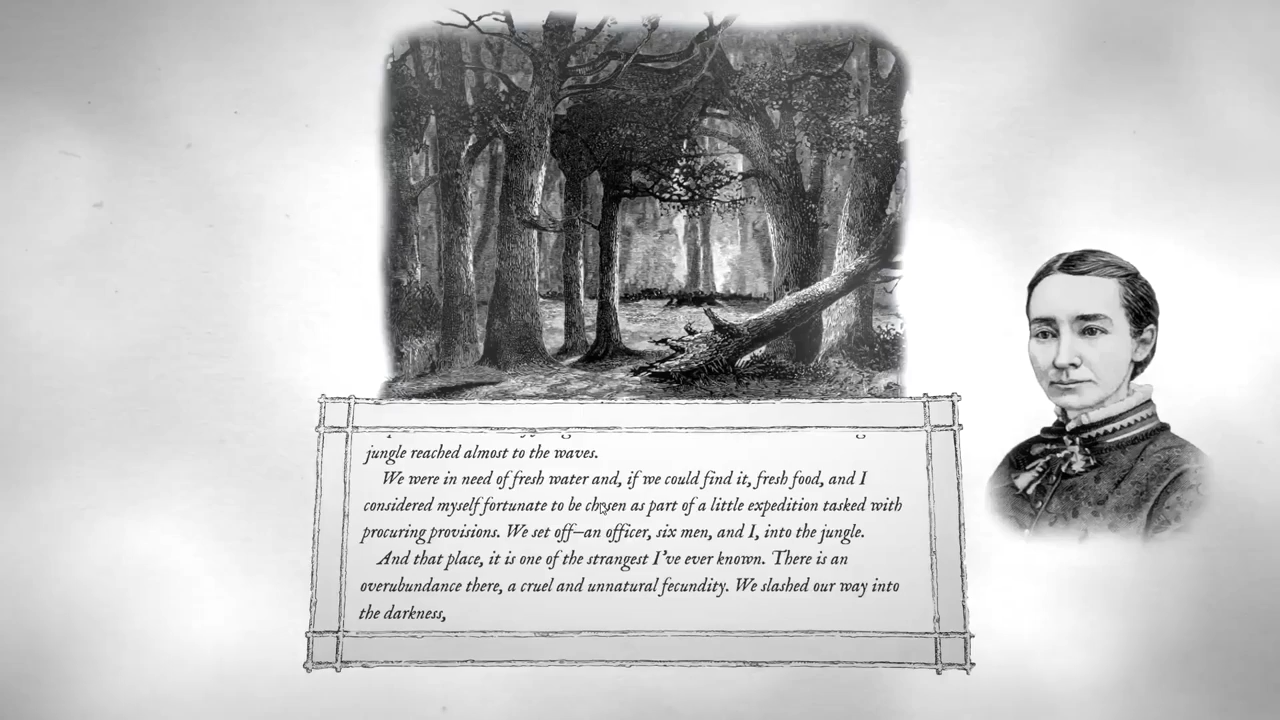 jungle reached almost to the waves.
We were in need of fresh water and, if we could find it, fresh food, and I
considered myself fortunate to be chosen as part of a little expedition tasked with
procuring provisions. We set off—an officer, six men, and I, into the jungle.
And that place, it is one of the strangest I've ever known. There is an
overubundance there, a cruel and unnatural fecundity. We slashed our way into
the darkness,